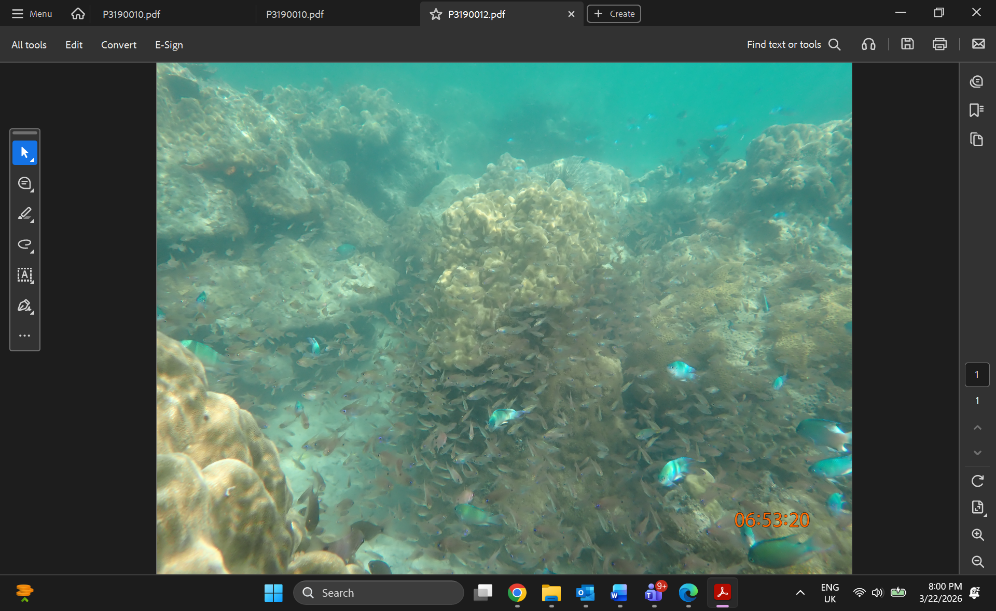 Menu
P3190010.pdf
P3190010.pdf
P3190012.pdf
Create
All tools
Edit
Convert
E-Sign
Find text or tools
1
1
06:53:20
Search
9+
ENG
UK
8:00 PM
3/22/2026